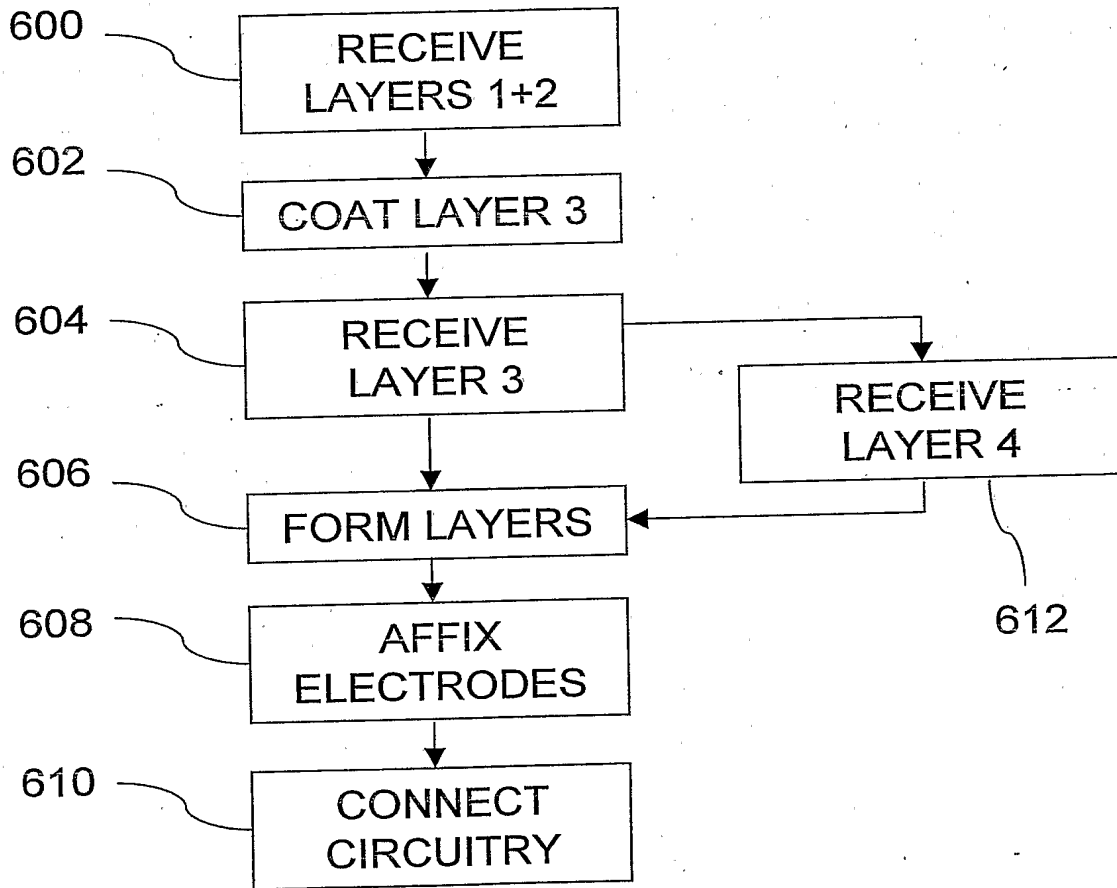 600
RECEIVE
LAYERS 1+2
602
COAT LAYER 3
604
RECEIVE
LAYER 3
RECEIVE
LAYER 4
606
FORM LAYERS
612
608
AFFIX
ELECTRODES
610
CONNECT
CIRCUITRY